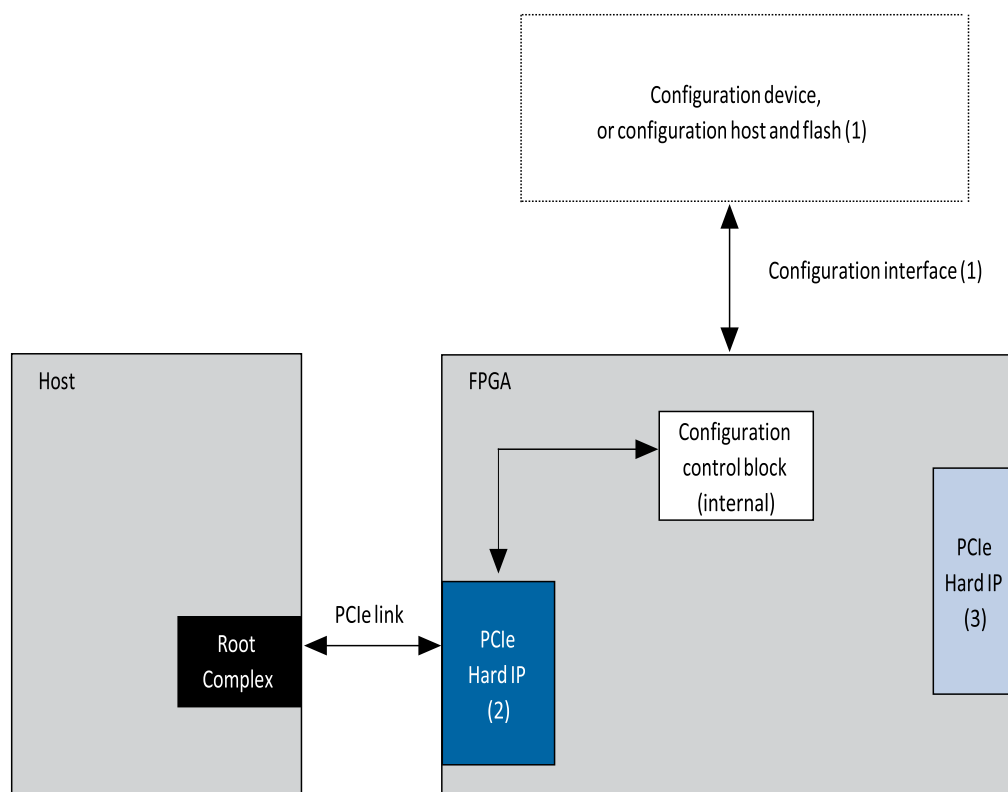 Configuration device,
or configuration host and flash (1)
Configuration interface (1)
Host
FPGA
Configuration
control block
(internal)
PCIe
Hard IP
(3)
PCIe link
Root
Complex
PCIe
Hard IP
(2)